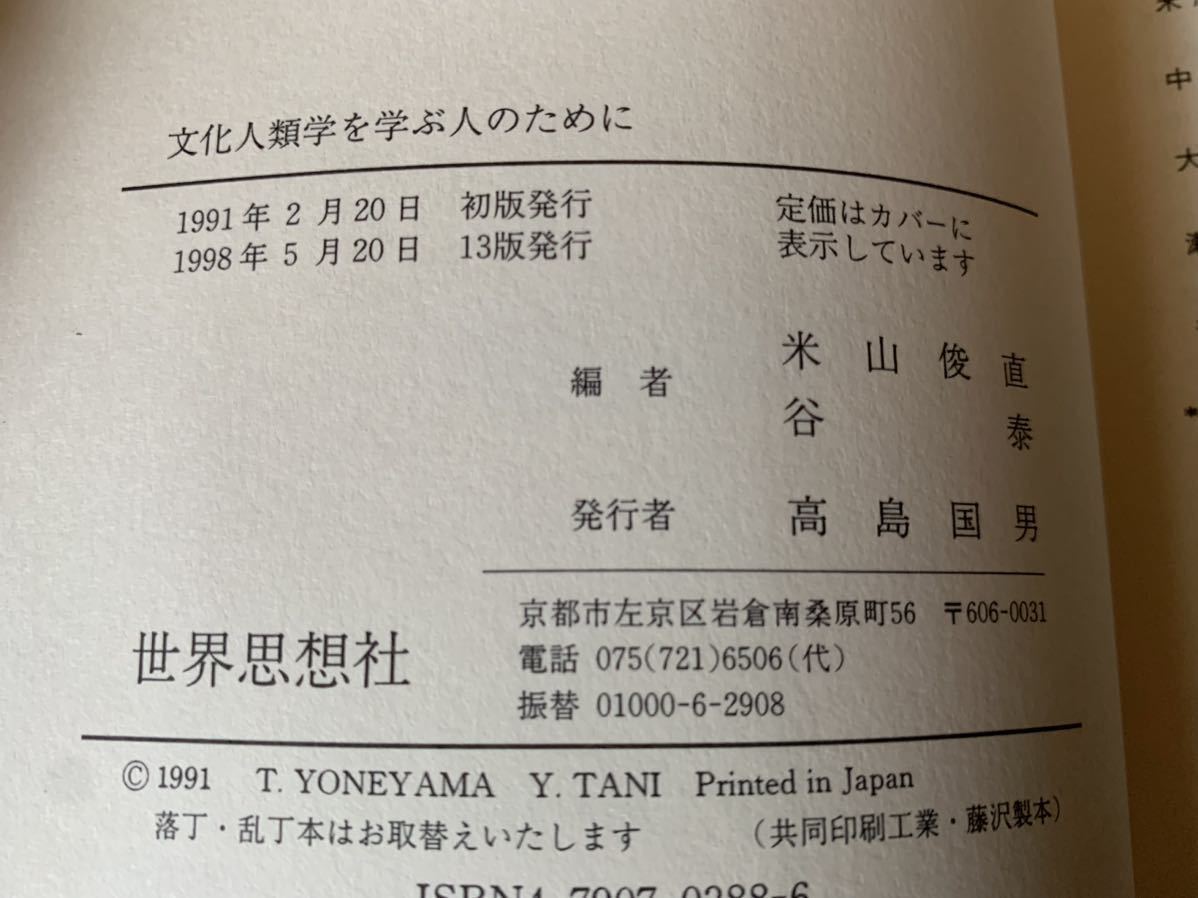 文化人類学を学ぶ人のために
1991年2月20日 初版発行 定価はカバーに
1998年5月20日 13版発行 表示しています
編者 米山俊直
谷泰
発行者 高島国男
世界思想社
京都市左京区岩倉南桑原町56 〒606-0031
電話 075(721)6506(代)
振替 01000-6-2908
© 1991 T. YONEYAMA Y. TANI Printed in Japan
落丁・乱丁本はお取替えいたします (共同印刷工業・藤沢製本)
ISBN4-7907-0288-6
中
大
*